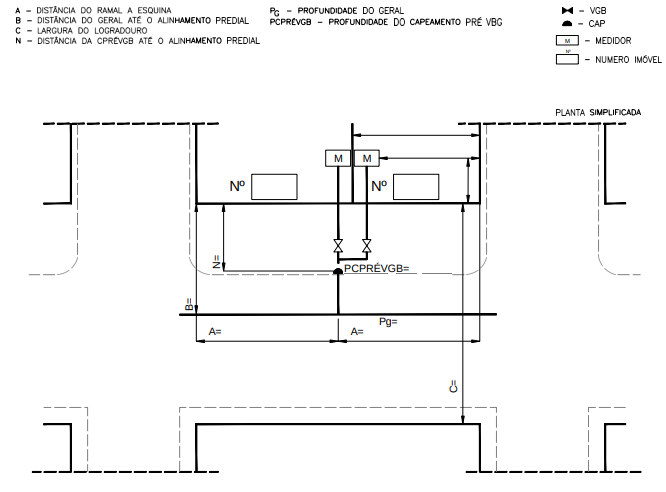 A – DISTÂNCIA DO RAMAL A ESQUINA
B – DISTÂNCIA DO GERAL ATÉ O ALINHAMENTO PREDIAL
C – LARGURA DO LOGRADOURO
N – DISTÂNCIA DA CPRÉVGB ATÉ O ALINHAMENTO PREDIAL
PG – PROFUNDIDADE DO GERAL
PCPRÉVGB – PROFUNDIDADE DO CAPEAMENTO PRÉ VBG
– VGB
– CAP
M – MEDIDOR
Nº
– NUMERO IMÓVEL
PLANTA SIMPLIFICADA
M M
Nº Nº
N=
PCPRÉVGB=
B=
Pg=
A= A=
C=